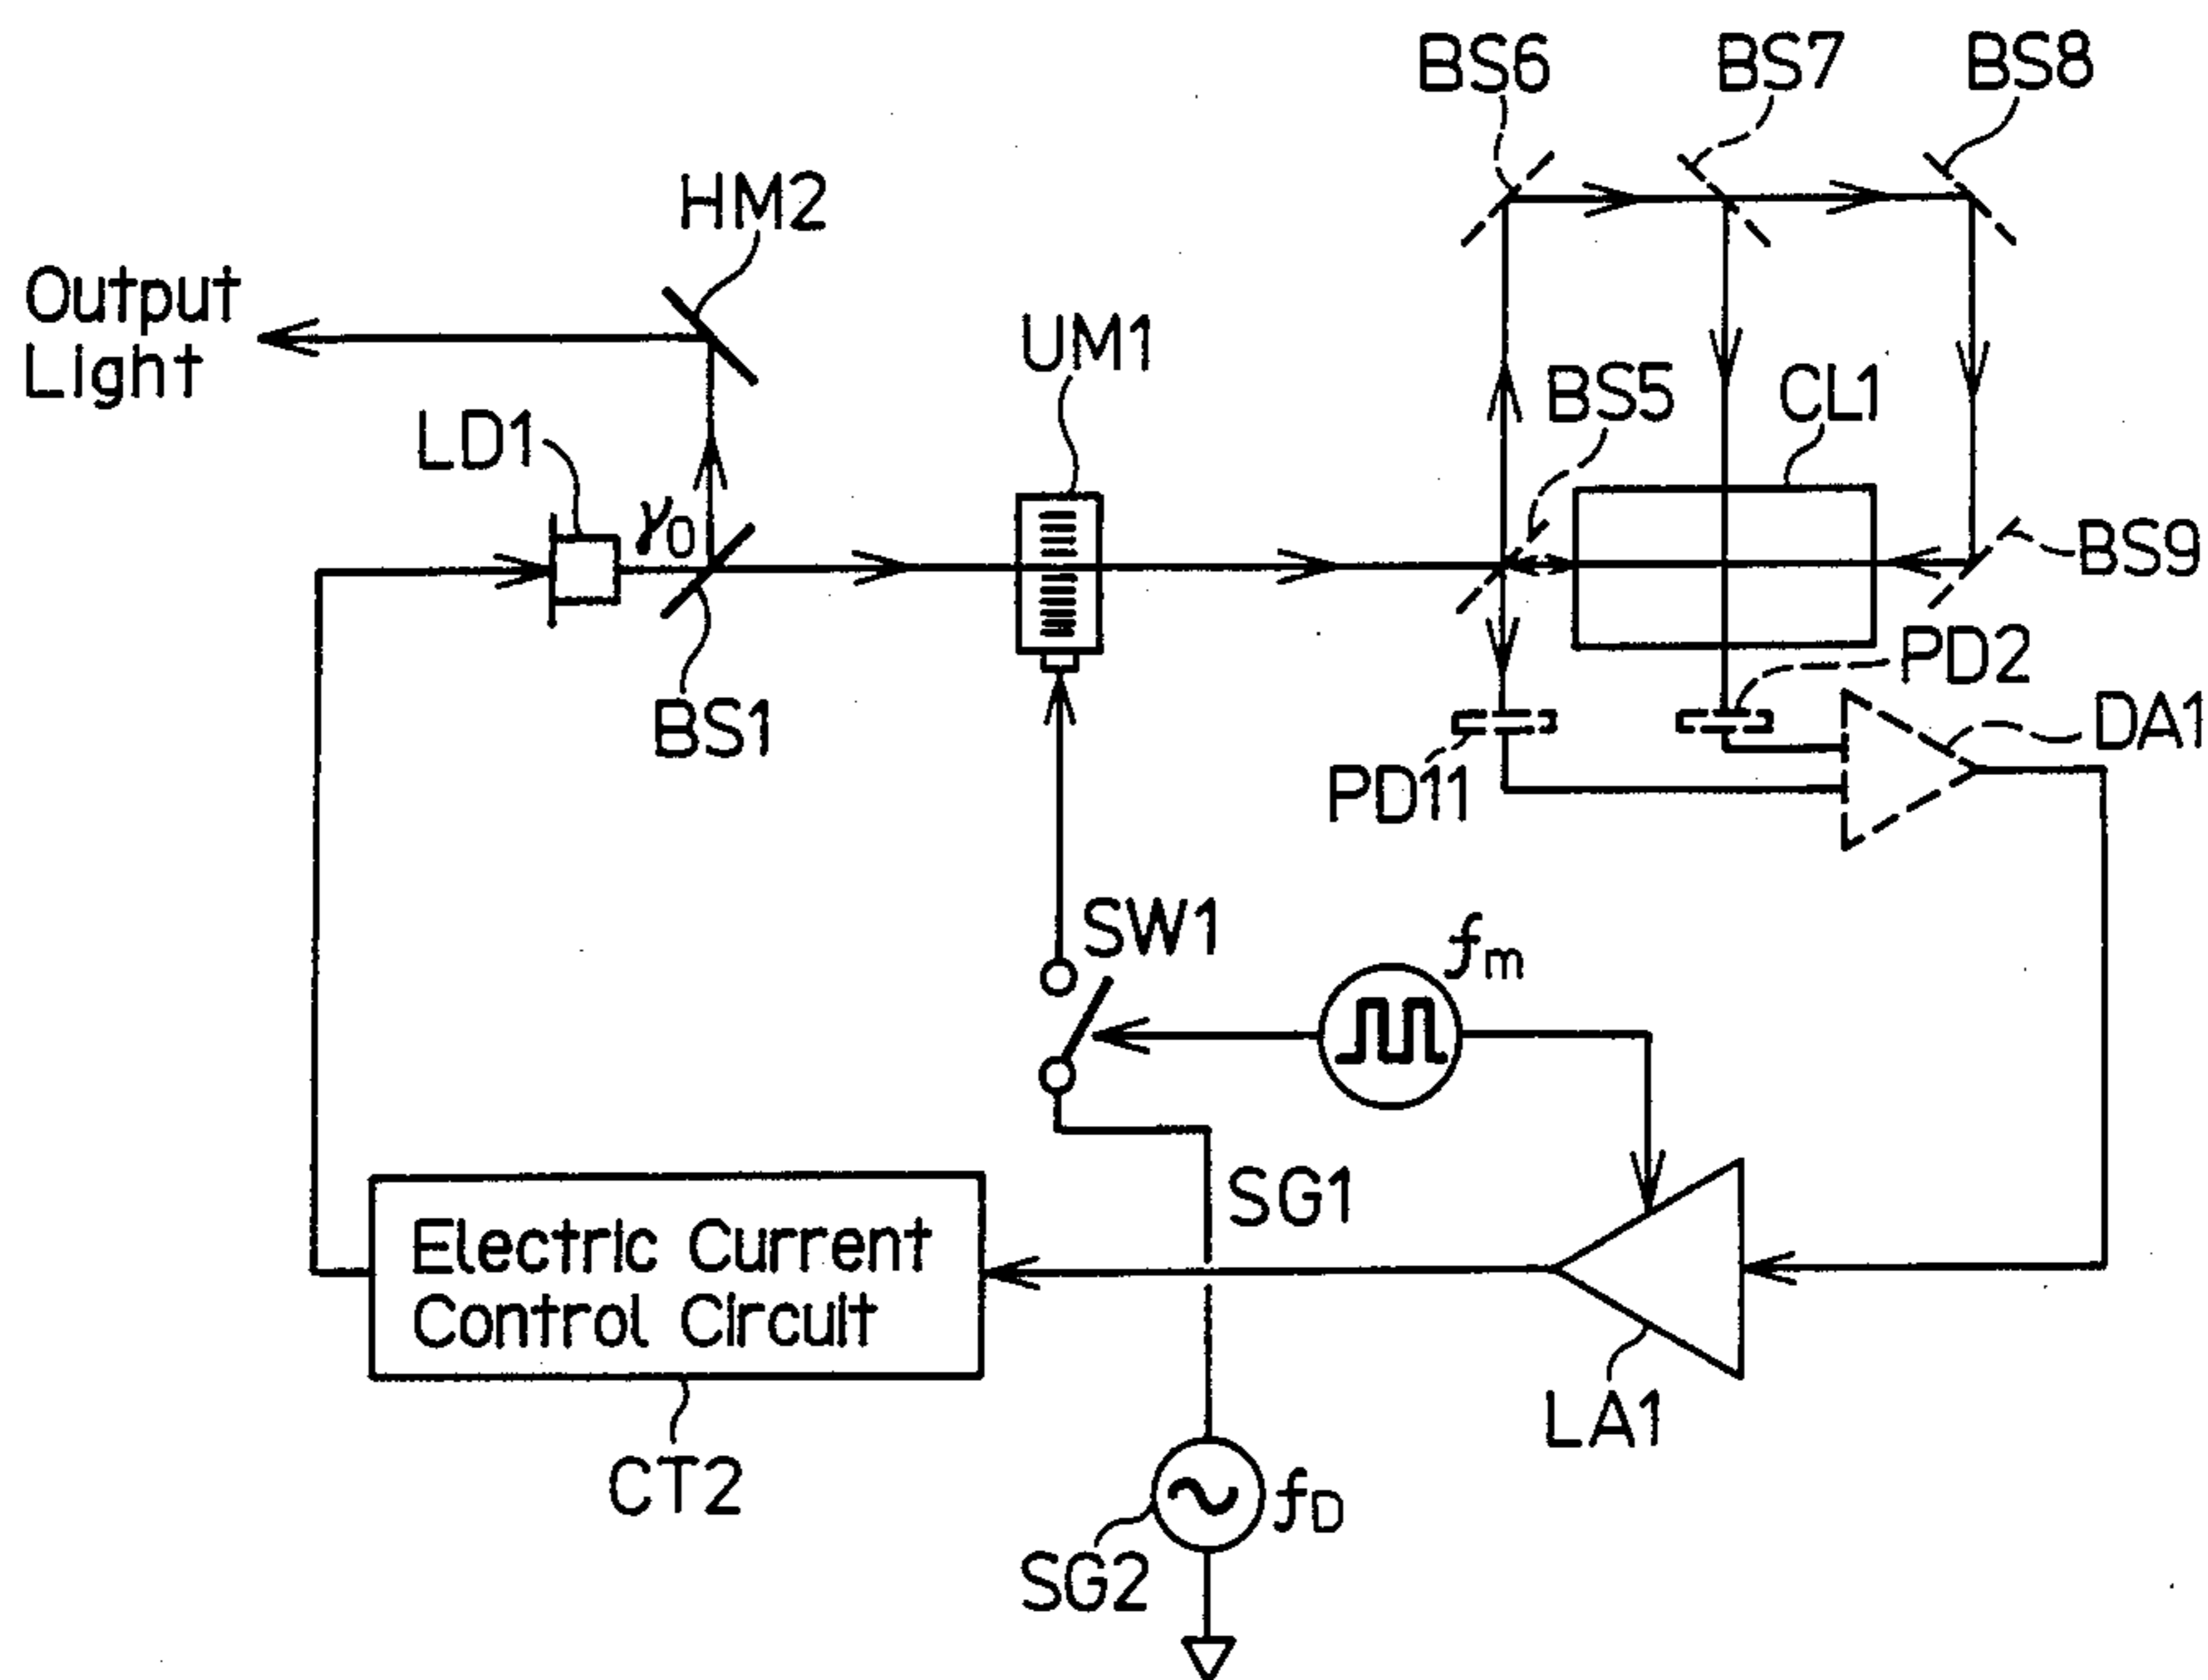 BS6
BS7
BS8
HM2
Output
Light
UM1
BS5
CL1
LD1
ν0
BS9
PD2
BS1
DA1
PD11
SW1
fm
SG1
Electric Current
Control Circuit
LA1
CT2
fD
SG2